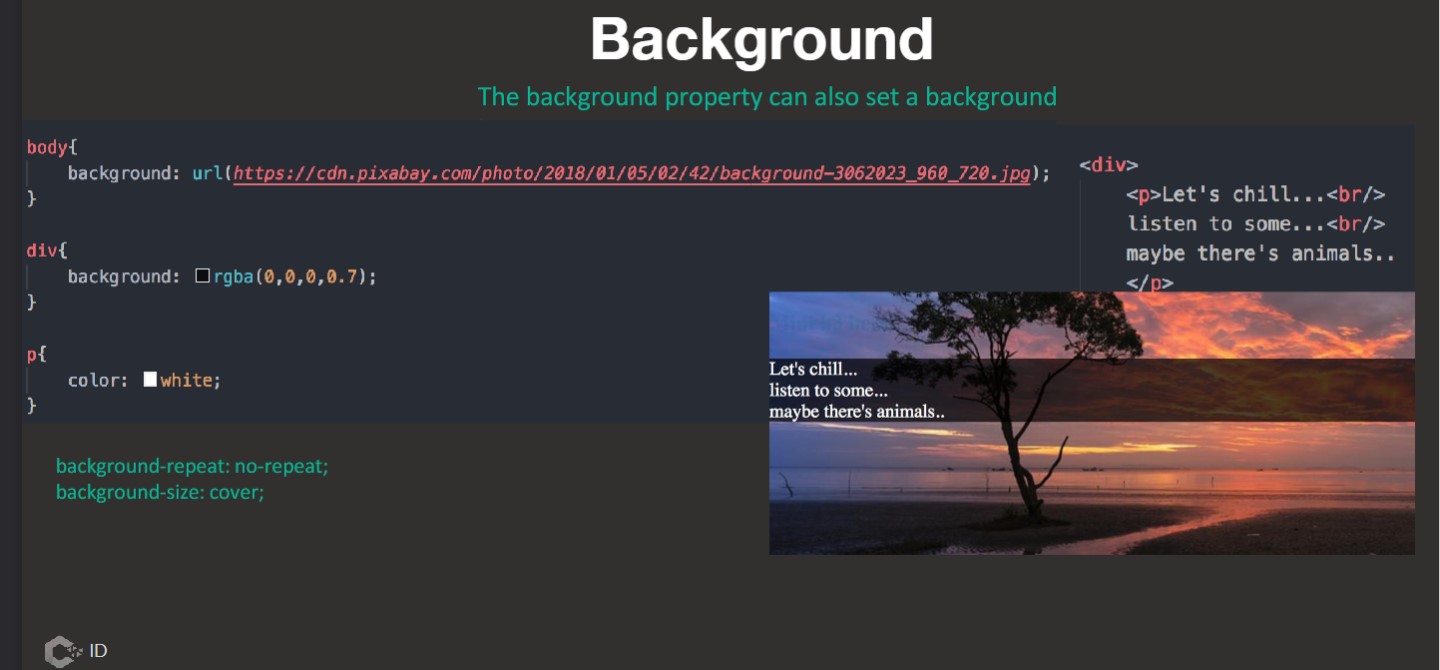 Background
The background property can also set a background
body{
background: url(https://cdn.pixabay.com/photo/2018/01/05/02/42/background-3062023_960_720.jpg);
}
div{
background: rgba(0,0,0,0.7);
}
p{
color: white;
}
<div>
<p>Let's chill...<br/>
listen to some...<br/>
maybe there's animals..
</p>
Let's chill...
listen to some...
maybe there's animals..
background-repeat: no-repeat;
background-size: cover;
ID